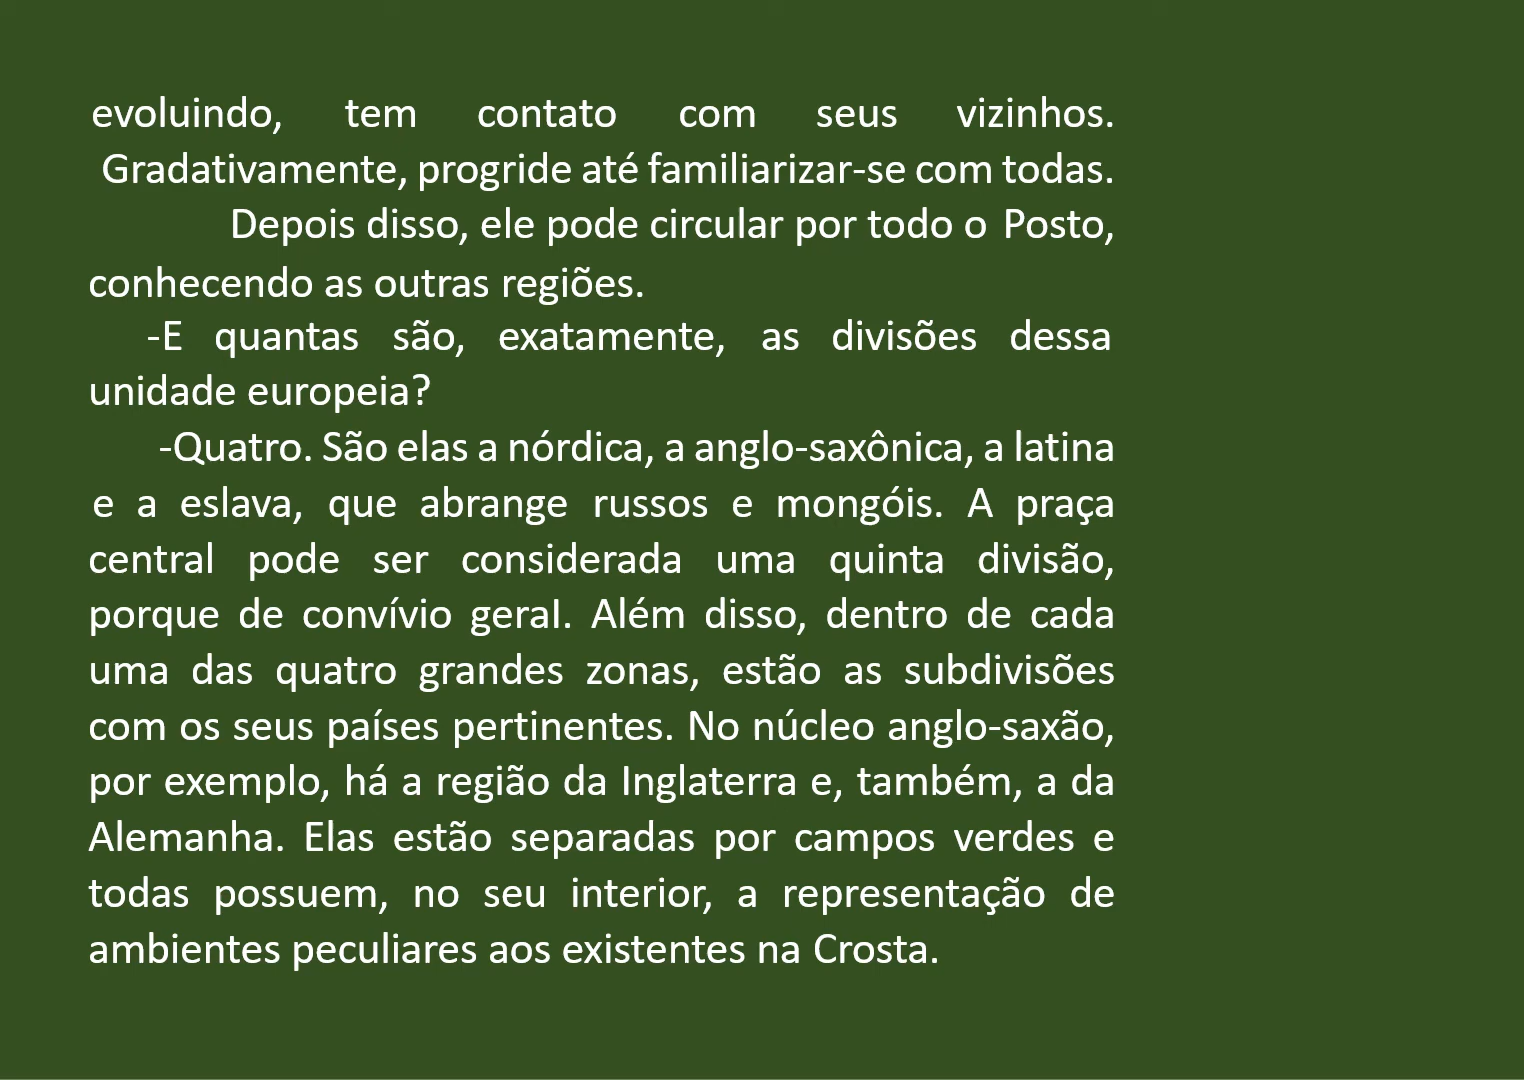 evoluindo, tem contato com seus vizinhos.
Gradativamente, progride até familiarizar-se com todas.
Depois disso, ele pode circular por todo o Posto,
conhecendo as outras regiões.
-E quantas são, exatamente, as divisões dessa
unidade europeia?
-Quatro. São elas a nórdica, a anglo-saxônica, a latina
e a eslava, que abrange russos e mongóis. A praça
central pode ser considerada uma quinta divisão,
porque de convívio geral. Além disso, dentro de cada
uma das quatro grandes zonas, estão as subdivisões
com os seus países pertinentes. No núcleo anglo-saxão,
por exemplo, há a região da Inglaterra e, também, a da
Alemanha. Elas estão separadas por campos verdes e
todas possuem, no seu interior, a representação de
ambientes peculiares aos existentes na Crosta.